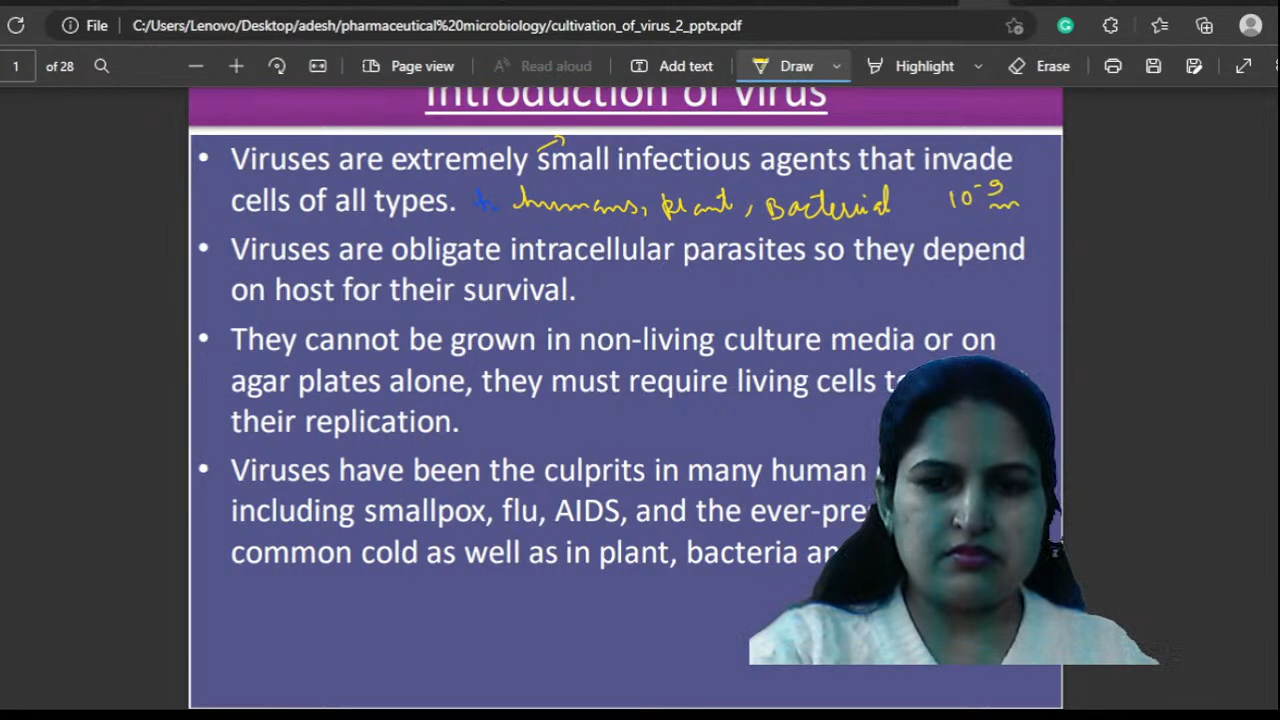 File C:/Users/Lenovo/Desktop/adesh/pharmaceutical%20microbiology/cultivation_of_virus_2_pptx.pdf
1 of 28 Page view Read aloud Add text Draw Highlight Erase
Introduction of virus
• Viruses are extremely small infectious agents that invade
cells of all types. humans, plant, Bacterial 10⁻⁹
• Viruses are obligate intracellular parasites so they depend
on host for their survival.
• They cannot be grown in non-living culture media or on
agar plates alone, they must require living cells
their replication.
• Viruses have been the culprits in many human
including smallpox, flu, AIDS, and the
common cold as well as in plant, bacteria